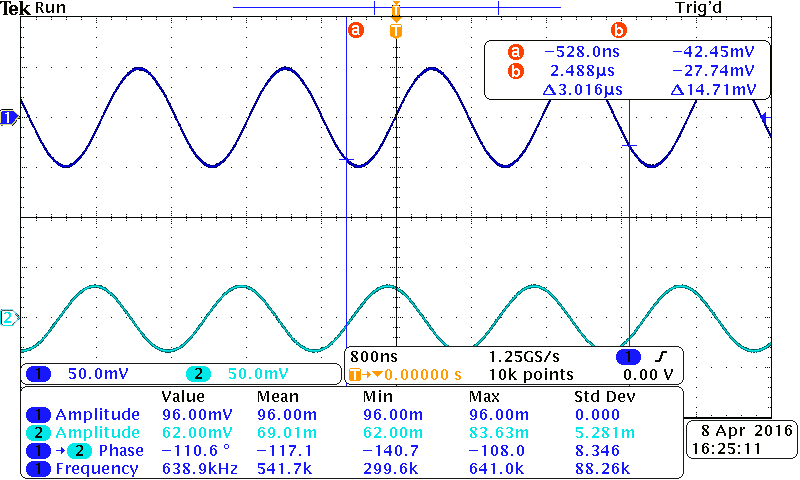 Tek Run Trig'd
T
a T b
a −528.0ns −42.45mV
b 2.488µs −27.74mV
Δ3.016µs Δ14.71mV
1
2
1 50.0mV 2 50.0mV
800ns 1.25GS/s 1
T→▼0.00000 s 10k points 0.00 V
Value Mean Min Max Std Dev
1 Amplitude 96.00mV 96.00m 96.00m 96.00m 0.000
2 Amplitude 62.00mV 69.01m 62.00m 83.63m 5.281m
1 → 2 Phase −110.6 ° −117.1 −140.7 −108.0 8.346
1 Frequency 638.9kHz 541.7k 299.6k 641.0k 88.26k
8 Apr 2016
16:25:11